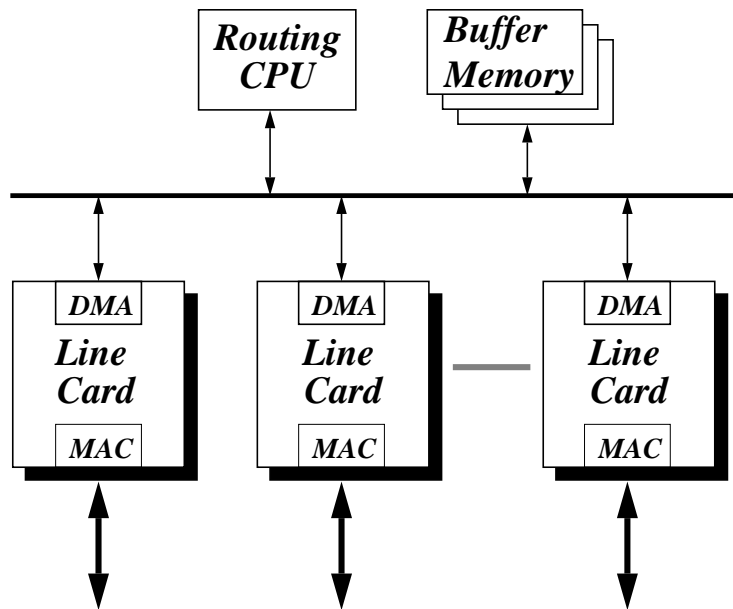 Routing
CPU
Buffer
Memory
DMA
Line
Card
MAC
DMA
Line
Card
MAC
DMA
Line
Card
MAC